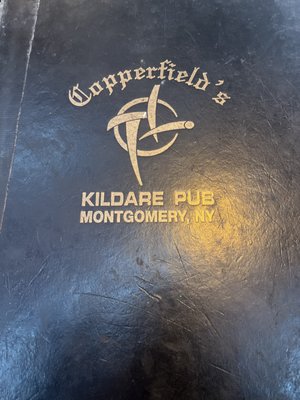 Copperfield's
KILDARE PUB
MONTGOMERY, NY